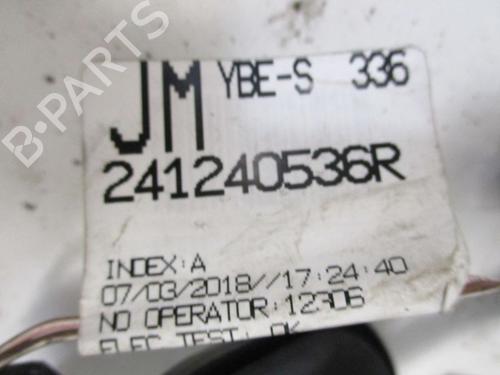 JM YBE-S 336
241240536R
INDEX:A
07/03/2018//17:24:40
NO OPERATOR:12306
ELEC TEST: OK
B-PARTS